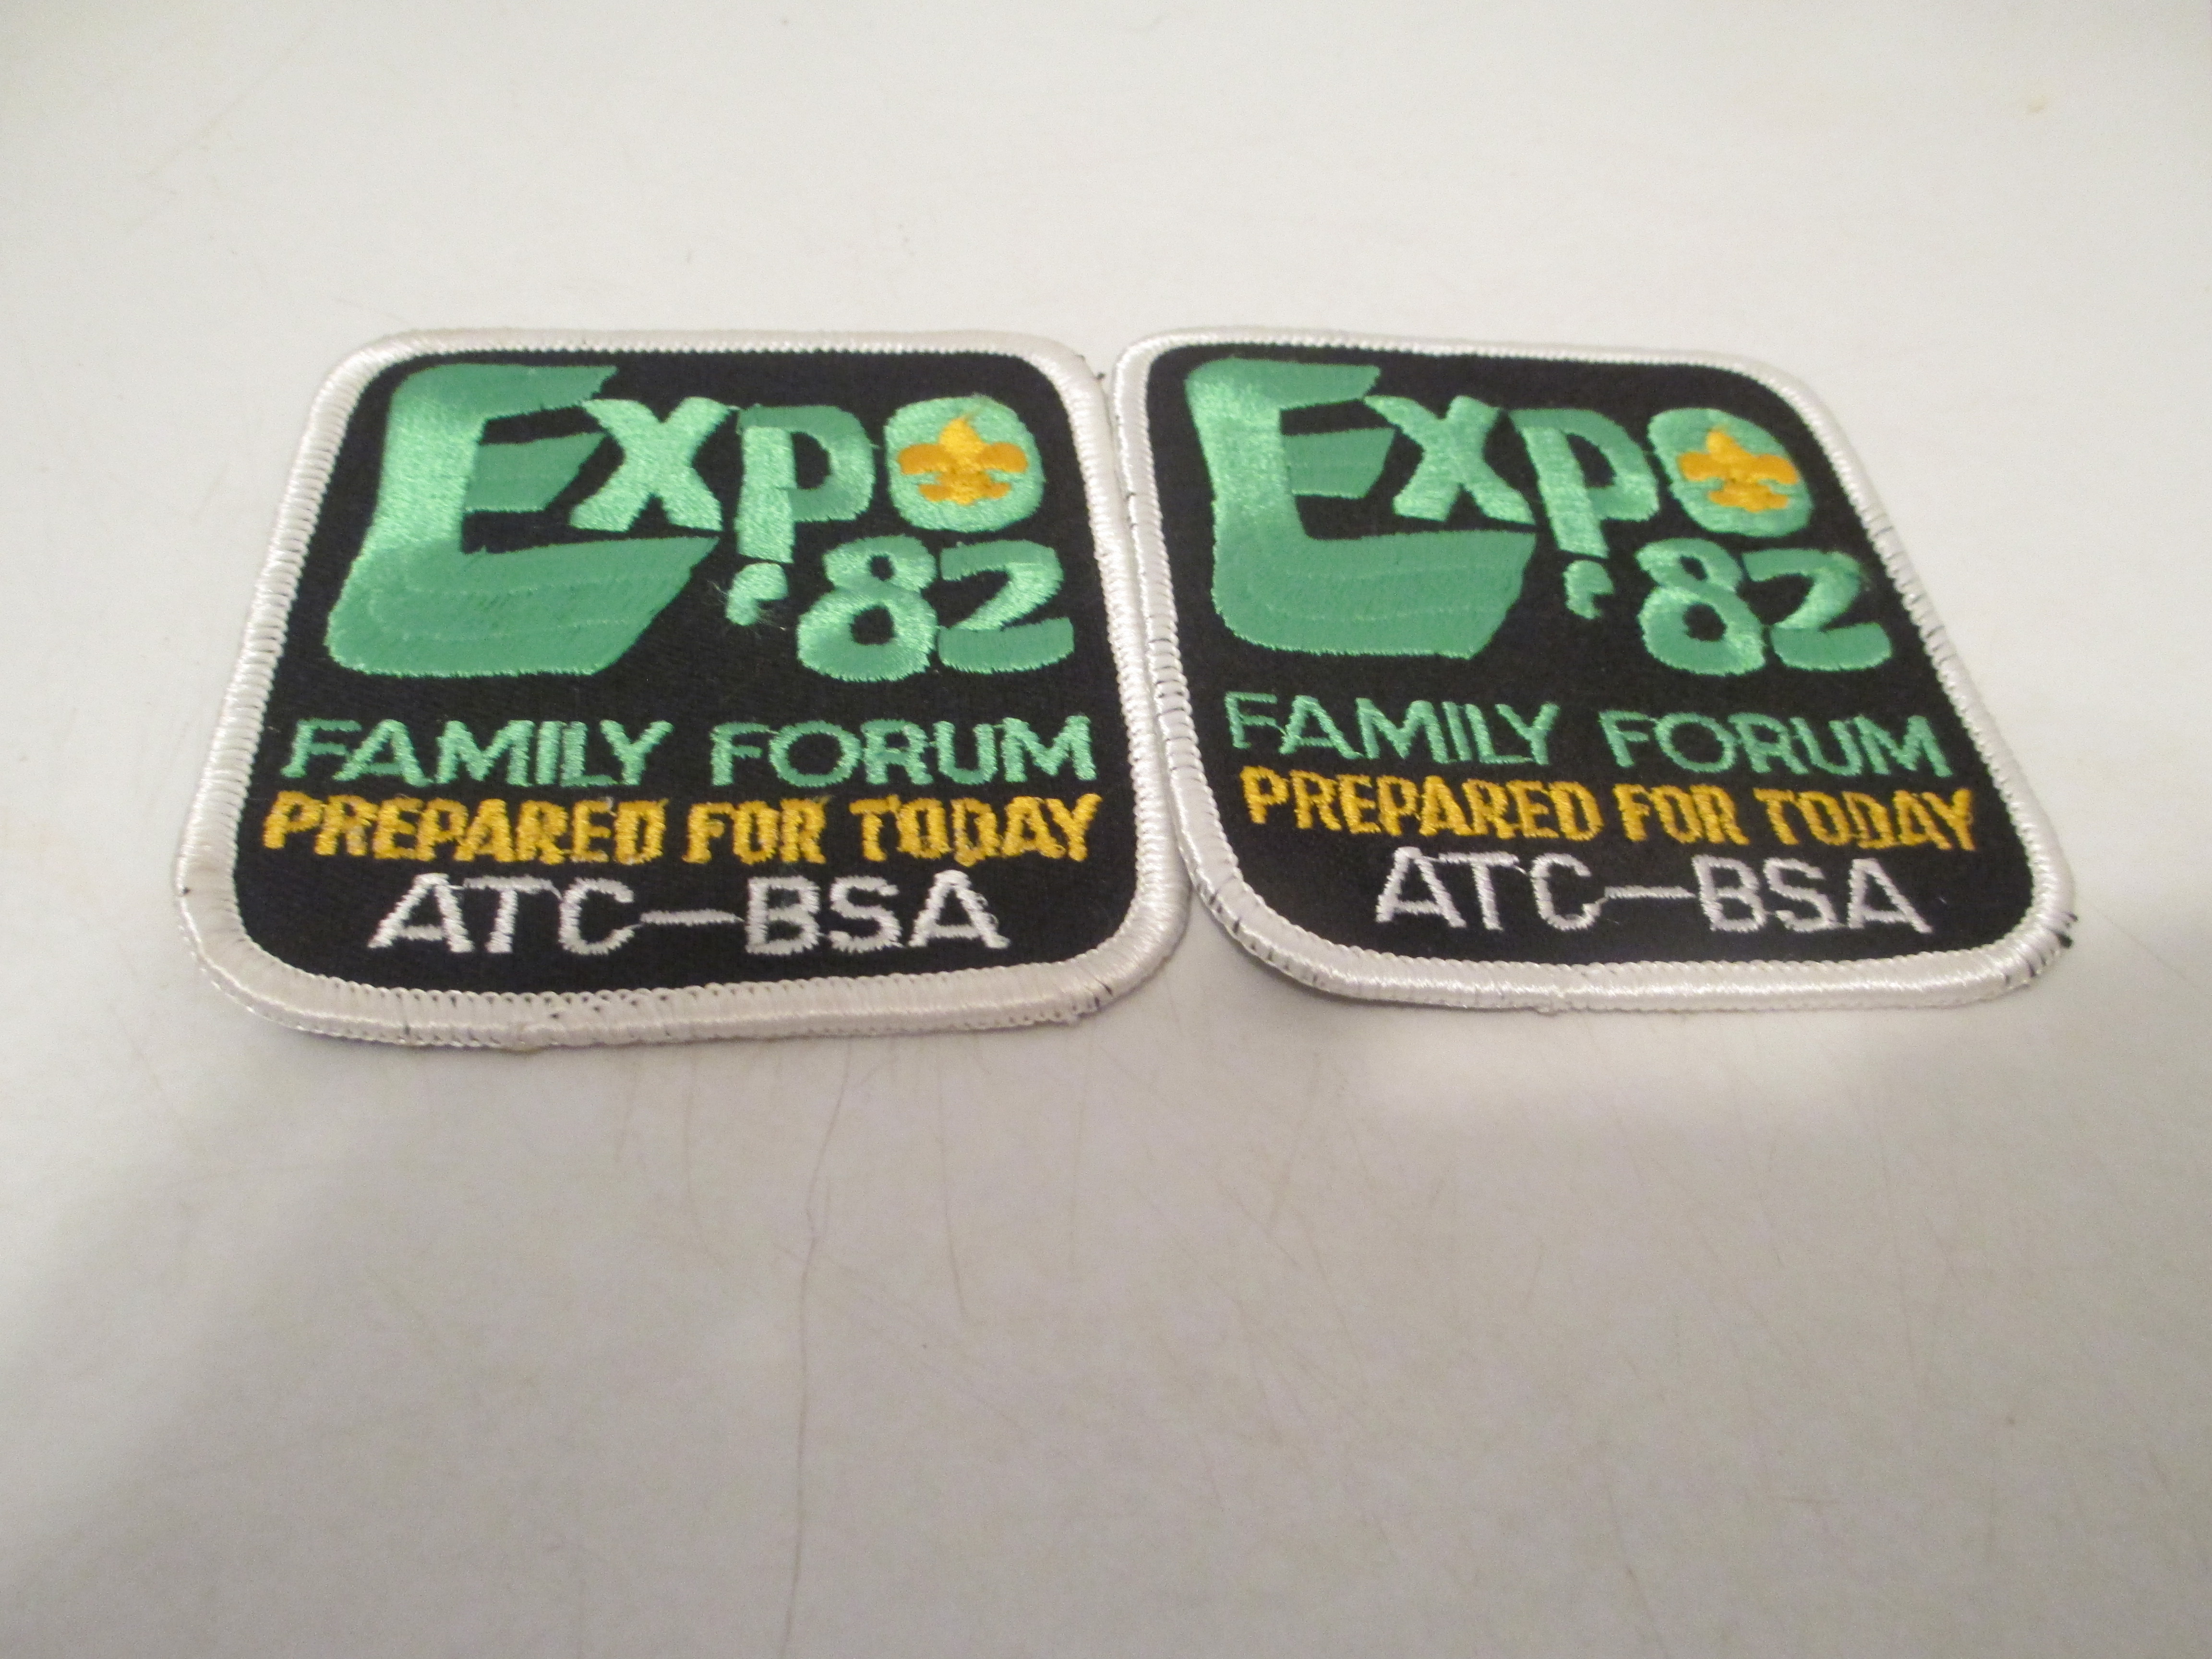 Expo
'82
FAMILY FORUM
PREPARED FOR TODAY
ATC-BSA
Expo
'82
FAMILY FORUM
PREPARED FOR TODAY
ATC-BSA